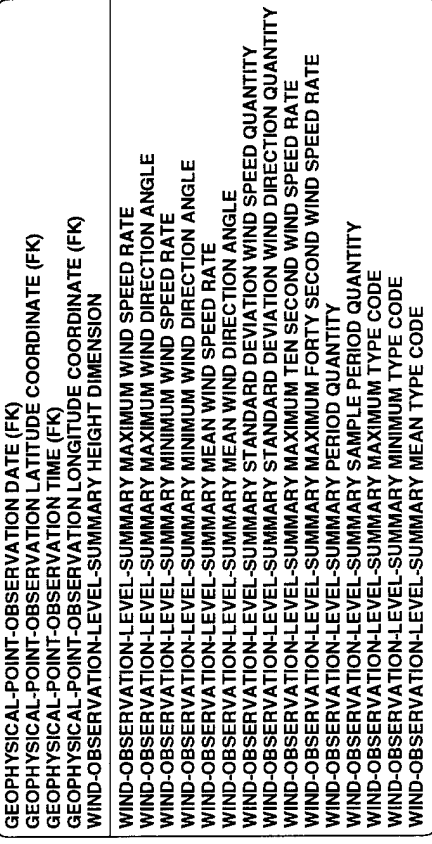 GEOPHYSICAL-POINT-OBSERVATION DATE (FK)
GEOPHYSICAL-POINT-OBSERVATION LATITUDE COORDINATE (FK)
GEOPHYSICAL-POINT-OBSERVATION TIME (FK)
GEOPHYSICAL-POINT-OBSERVATION LONGITUDE COORDINATE (FK)
WIND-OBSERVATION-LEVEL-SUMMARY HEIGHT DIMENSION
WIND-OBSERVATION-LEVEL-SUMMARY MAXIMUM WIND SPEED RATE
WIND-OBSERVATION-LEVEL-SUMMARY MAXIMUM WIND DIRECTION ANGLE
WIND-OBSERVATION-LEVEL-SUMMARY MINIMUM WIND SPEED RATE
WIND-OBSERVATION-LEVEL-SUMMARY MINIMUM WIND DIRECTION ANGLE
WIND-OBSERVATION-LEVEL-SUMMARY MEAN WIND SPEED RATE
WIND-OBSERVATION-LEVEL-SUMMARY MEAN WIND DIRECTION ANGLE
WIND-OBSERVATION-LEVEL-SUMMARY STANDARD DEVIATION WIND SPEED QUANTITY
WIND-OBSERVATION-LEVEL-SUMMARY STANDARD DEVIATION WIND DIRECTION QUANTITY
WIND-OBSERVATION-LEVEL-SUMMARY MAXIMUM TEN SECOND WIND SPEED RATE
WIND-OBSERVATION-LEVEL-SUMMARY MAXIMUM FORTY SECOND WIND SPEED RATE
WIND-OBSERVATION-LEVEL-SUMMARY PERIOD QUANTITY
WIND-OBSERVATION-LEVEL-SUMMARY SAMPLE PERIOD QUANTITY
WIND-OBSERVATION-LEVEL-SUMMARY MAXIMUM TYPE CODE
WIND-OBSERVATION-LEVEL-SUMMARY MINIMUM TYPE CODE
WIND-OBSERVATION-LEVEL-SUMMARY MEAN TYPE CODE